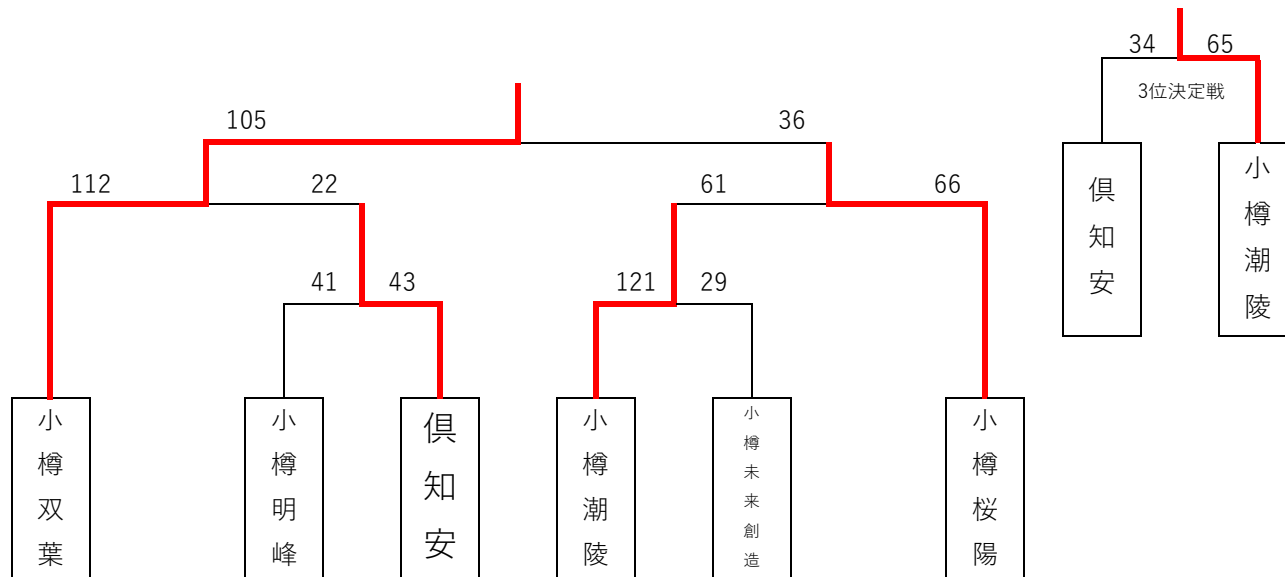 34 65
3位決定戦
105 36
112 22 61 66
倶知安
小樽潮陵
41 43 121 29
小樽双葉
小樽明峰
倶知安
小樽潮陵
小樽未来創造
小樽桜陽